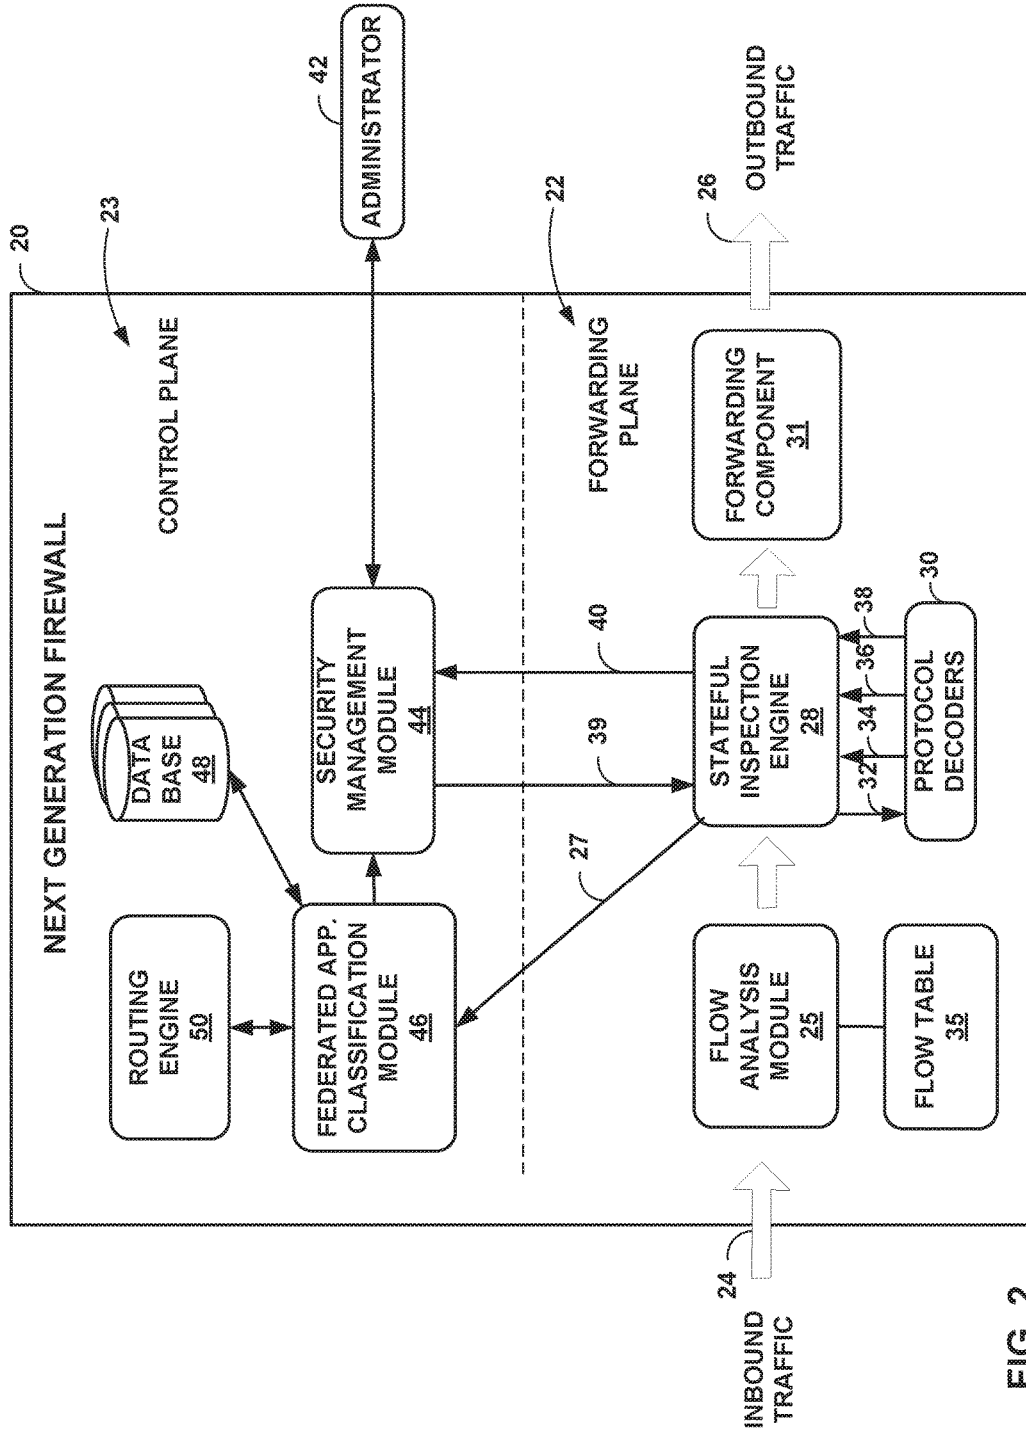 NEXT GENERATION FIREWALL
20
CONTROL PLANE
23
ROUTING
ENGINE
50
DATA
BASE
48
FEDERATED APP.
CLASSIFICATION
MODULE
46
SECURITY
MANAGEMENT
MODULE
44
ADMINISTRATOR
42
27
39
40
FORWARDING
PLANE
22
INBOUND
TRAFFIC
24
FLOW
ANALYSIS
MODULE
25
STATEFUL
INSPECTION
ENGINE
28
FORWARDING
COMPONENT
31
26
OUTBOUND
TRAFFIC
FLOW TABLE
35
32
34
36
38
PROTOCOL
DECODERS
30
FIG. 2